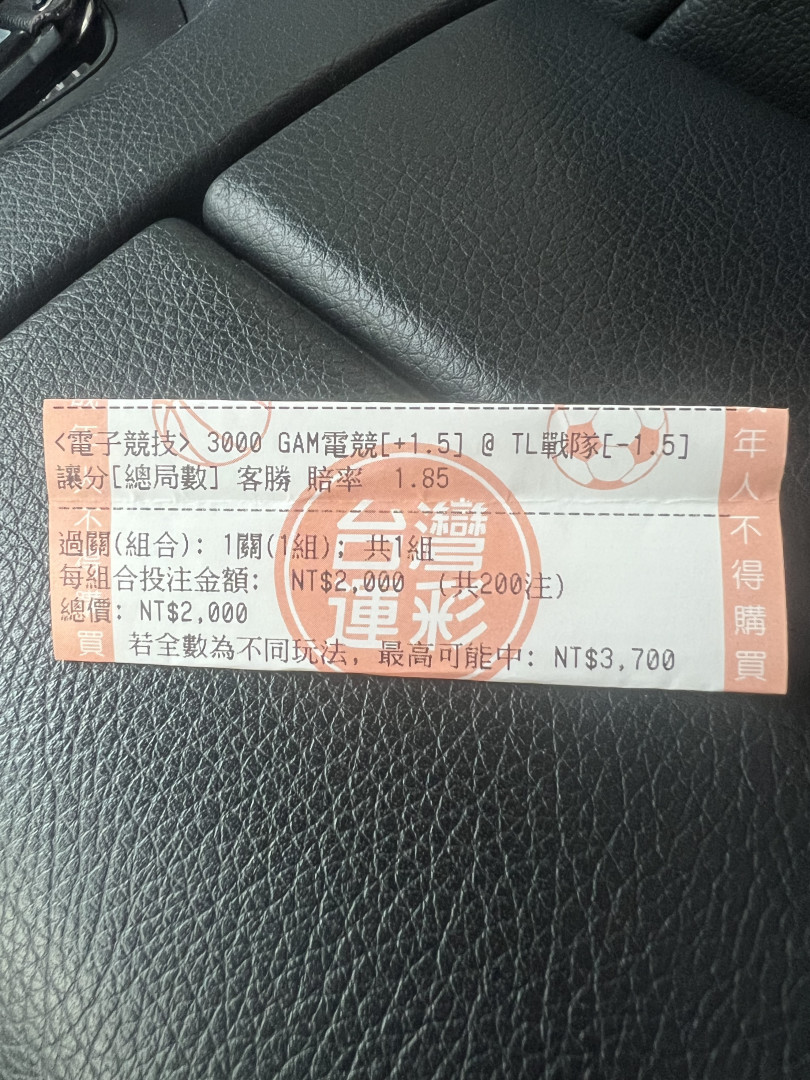 <電子競技> 3000 GAM電競[+1.5] @ TL戰隊[-1.5]
讓分[總局數] 客勝 賠率 1.85
過關(組合): 1關(1組); 共1組
每組合投注金額: NT$2,000 (共200注)
總價: NT$2,000
若全數為不同玩法, 最高可能中: NT$3,700
台灣
運彩
年人不得購買
年
不
買